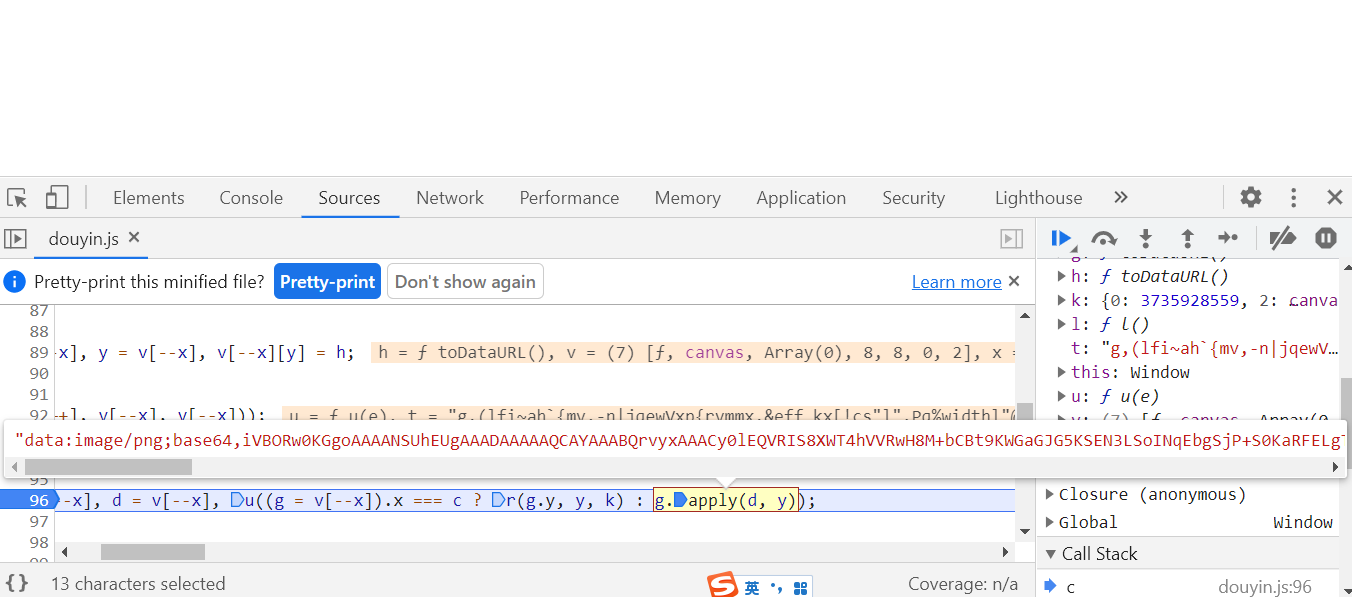 Elements Console Sources Network Performance Memory Application Security Lighthouse
douyin.js
Pretty-print this minified file? Pretty-print Don't show again Learn more
h: ƒ toDataURL()
k: {0: 3735928559, 2: canva
l: ƒ l()
t: "g,(lfi~ah`{mv,-n|jqewV…
this: Window
u: ƒ u(e)
87
88
89 -x], y = v[--x], v[--x][y] = h; h = ƒ toDataURL(), v = (7) [ƒ, canvas, Array(0), 8, 8, 0, 2], x =
90
91
92 +], v[--x], v[--x])); u = ƒ u(e), t = "g,(lfi~ah`{mv,-n|jqewVxp{rvmmx,&eff kx[!cs"l".Pq%widthl"
"data:image/png;base64,iVBORw0KGgoAAAANSUhEUgAAADAAAAAQCAYAAABQrvyxAAACy0lEQVRIS8XWT4hVVRwH8M+bCBt9KWGaGJG5KSEN3LSoINqEbgSjP+S0KaRFELg
95
96 --x], d = v[--x], u((g = v[--x]).x === c ? r(g.y, y, k) : g.apply(d, y));
97
98
Closure (anonymous)
Global Window
Call Stack
c douyin.js:96
{} 13 characters selected
英
Coverage: n/a